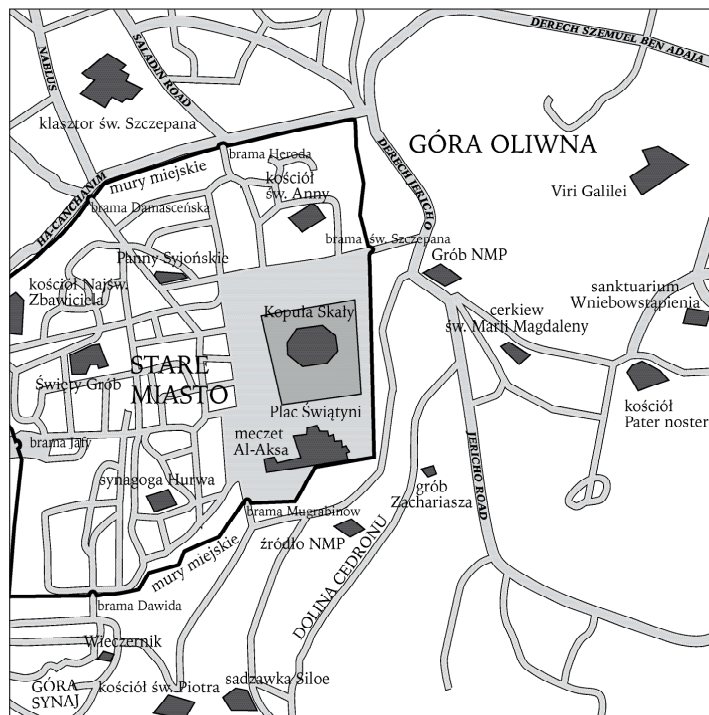 DERECH SZEMUEL BEN ADAJA
NABLUS
SALADIN ROAD
klasztor św. Szczepana
GÓRA OLIWNA
brama Heroda
mury miejskie
DERECH JERICHO
kościół
św. Anny
Viri Galilei
HA-CANCHANIM
brama Damasceńska
brama św. Szczepana
Panny Syjońskie
Grób NMP
kościół Najśw.
Zbawiciela
sanktuarium
Wniebowstąpienia
Kopuła Skały
cerkiew
św. Marii Magdaleny
STARE
MIASTO
Święty Grób
Plac Świątyni
kościół
Pater noster
meczet
Al-Aksa
brama Jafy
JERICHO ROAD
synagoga Hurwa
grób
Zachariasza
brama Mugrabinów
źródło NMP
mury miejskie
DOLINA CEDRONU
brama Dawida
Wieczernik
GÓRA
SYNAJ
kościół św. Piotra
sadzawka Siloe